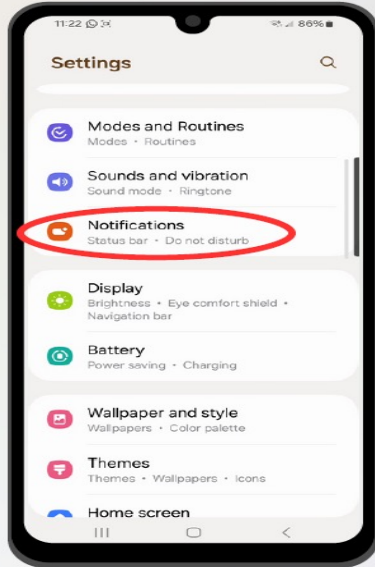 11:22
86%
Settings
Modes and Routines
Modes • Routines
Sounds and vibration
Sound mode • Ringtone
Notifications
Status bar • Do not disturb
Display
Brightness • Eye comfort shield •
Navigation bar
Battery
Power saving • Charging
Wallpaper and style
Wallpapers • Color palette
Themes
Themes • Wallpapers • Icons
Home screen